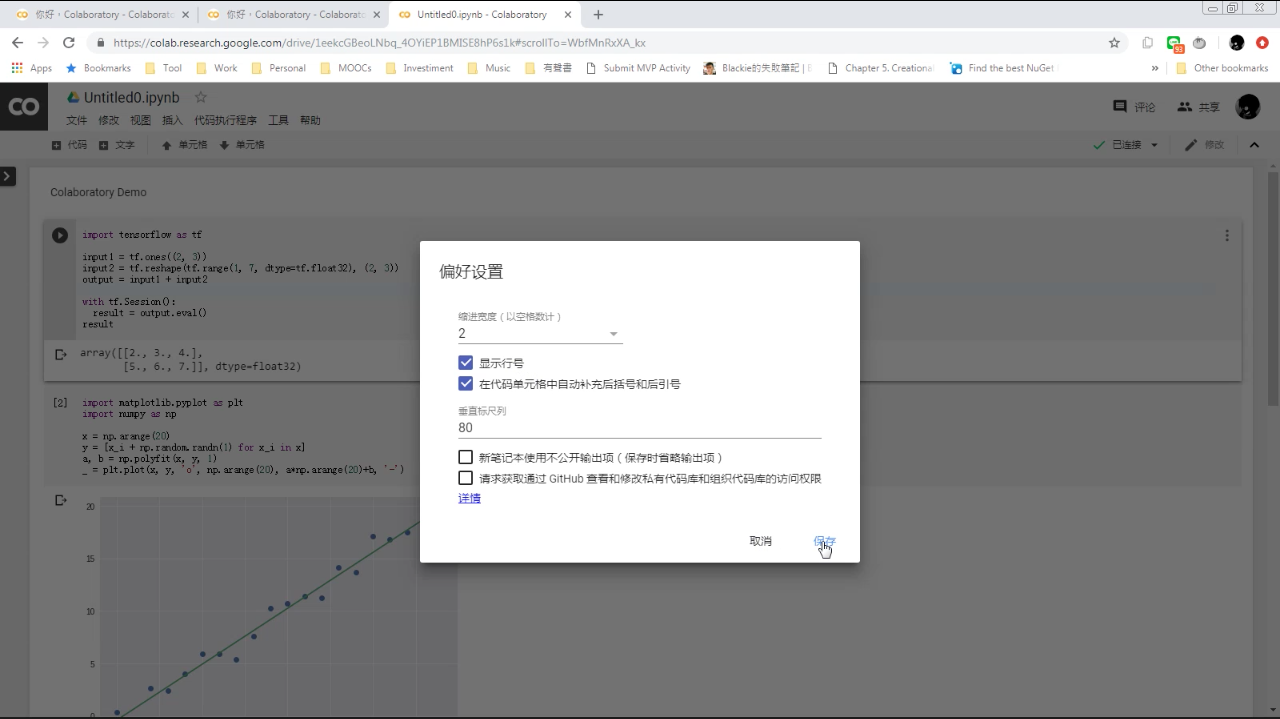 你好，Colaboratory - Colaborato
你好，Colaboratory - Colaborato
Untitled0.ipynb - Colaboratory
https://colab.research.google.com/drive/1eekcGBeoLNbq_4OYiEP1BMISE8hP6s1k#scrollTo=WbfMnRxXA_kx
93
Apps
Bookmarks
Tool
Work
Personal
MOOCs
Investiment
Music
有聲書
Submit MVP Activity
Blackie的失敗筆記 |
Chapter 5. Creational
Find the best NuGet
»
Other bookmarks
CO
Untitled0.ipynb
评论
共享
文件 修改 视图 插入 代码执行程序 工具 帮助
代码 文字 单元格 单元格
已连接
修改
Colaboratory Demo
import tensorflow as tf
input1 = tf.ones((2, 3))
input2 = tf.reshape(tf.range(1, 7, dtype=tf.float32), (2, 3))
output = input1 + input2
with tf.Session():
result = output.eval()
result
array([[2., 3., 4.],
[5., 6., 7.]], dtype=float32)
[2] import matplotlib.pyplot as plt
import numpy as np
x = np.arange(20)
y = [x_i + np.random.randn(1) for x_i in x]
a, b = np.polyfit(x, y, 1)
_ = plt.plot(x, y, 'o', np.arange(20), a*np.arange(20)+b, '-')
20
15
10
5
0
偏好设置
缩进宽度（以空格数计）
2
显示行号
在代码单元格中自动补充后括号和后引号
垂直标尺列
80
新笔记本使用不公开输出项（保存时省略输出项）
请求获取通过 GitHub 查看和修改私有代码库和组织代码库的访问权限
详情
取消
保存